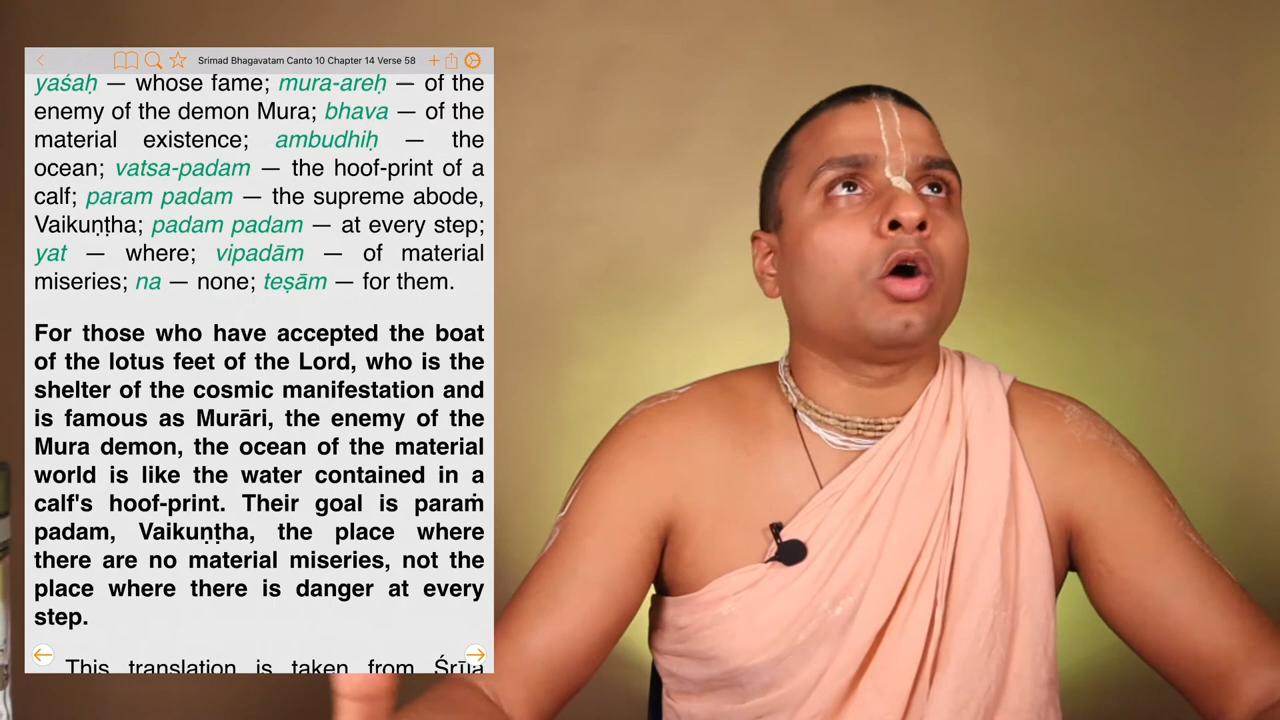 Srimad Bhagavatam Canto 10 Chapter 14 Verse 58
yaśaḥ — whose fame; mura-areḥ — of the
enemy of the demon Mura; bhava — of the
material existence; ambudhiḥ — the
ocean; vatsa-padam — the hoof-print of a
calf; param padam — the supreme abode,
Vaikuṇṭha; padam padam — at every step;
yat — where; vipadām — of material
miseries; na — none; teṣām — for them.
For those who have accepted the boat
of the lotus feet of the Lord, who is the
shelter of the cosmic manifestation and
is famous as Murāri, the enemy of the
Mura demon, the ocean of the material
world is like the water contained in a
calf's hoof-print. Their goal is paraṁ
padam, Vaikuṇṭha, the place where
there are no material miseries, not the
place where there is danger at every
step.
This translation is taken from Śrīla